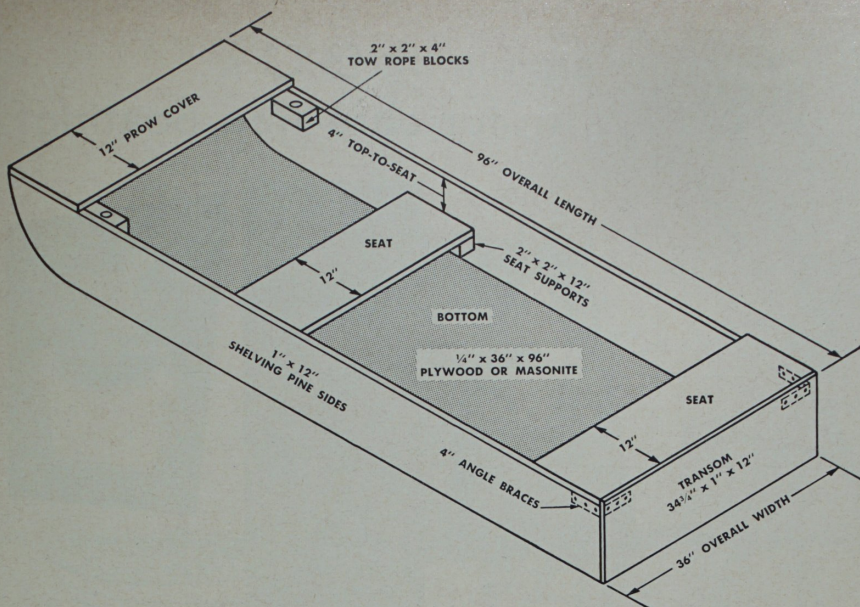 2" x 2" x 4"
TOW ROPE BLOCKS
12" PROW COVER
4" TOP-TO-SEAT
96" OVERALL LENGTH
SEAT
12"
2" x 2" x 12"
SEAT SUPPORTS
BOTTOM
¼" x 36" x 96"
PLYWOOD OR MASONITE
1" x 12"
SHELVING PINE SIDES
SEAT
12"
4" ANGLE BRACES
TRANSOM
34¾" x 1" x 12"
36" OVERALL WIDTH